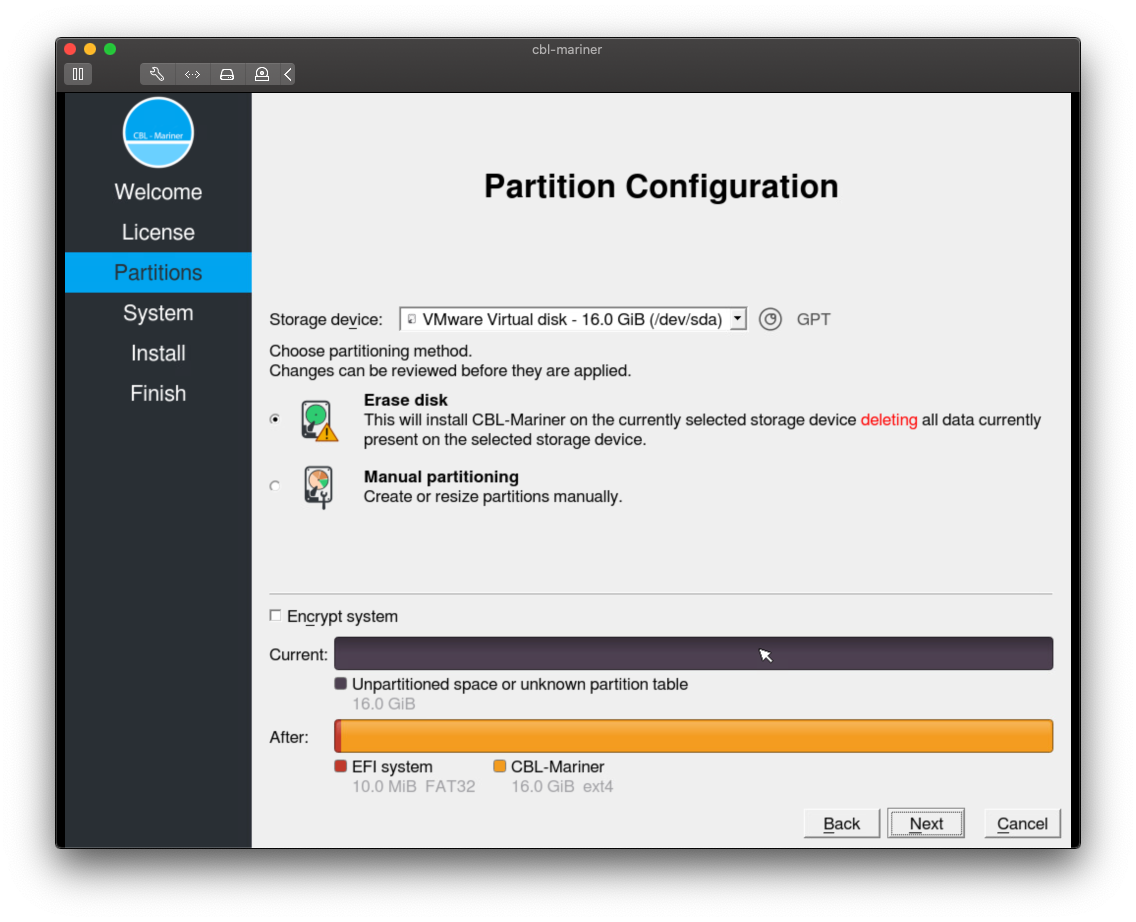 cbl-mariner
CBL - Mariner
Welcome
License
Partitions
System
Install
Finish
Partition Configuration
Storage device: VMware Virtual disk - 16.0 GiB (/dev/sda) GPT
Choose partitioning method.
Changes can be reviewed before they are applied.
Erase disk
This will install CBL-Mariner on the currently selected storage device deleting all data currently
present on the selected storage device.
Manual partitioning
Create or resize partitions manually.
Encrypt system
Current:
Unpartitioned space or unknown partition table
16.0 GiB
After:
EFI system CBL-Mariner
10.0 MiB FAT32 16.0 GiB ext4
Back Next Cancel